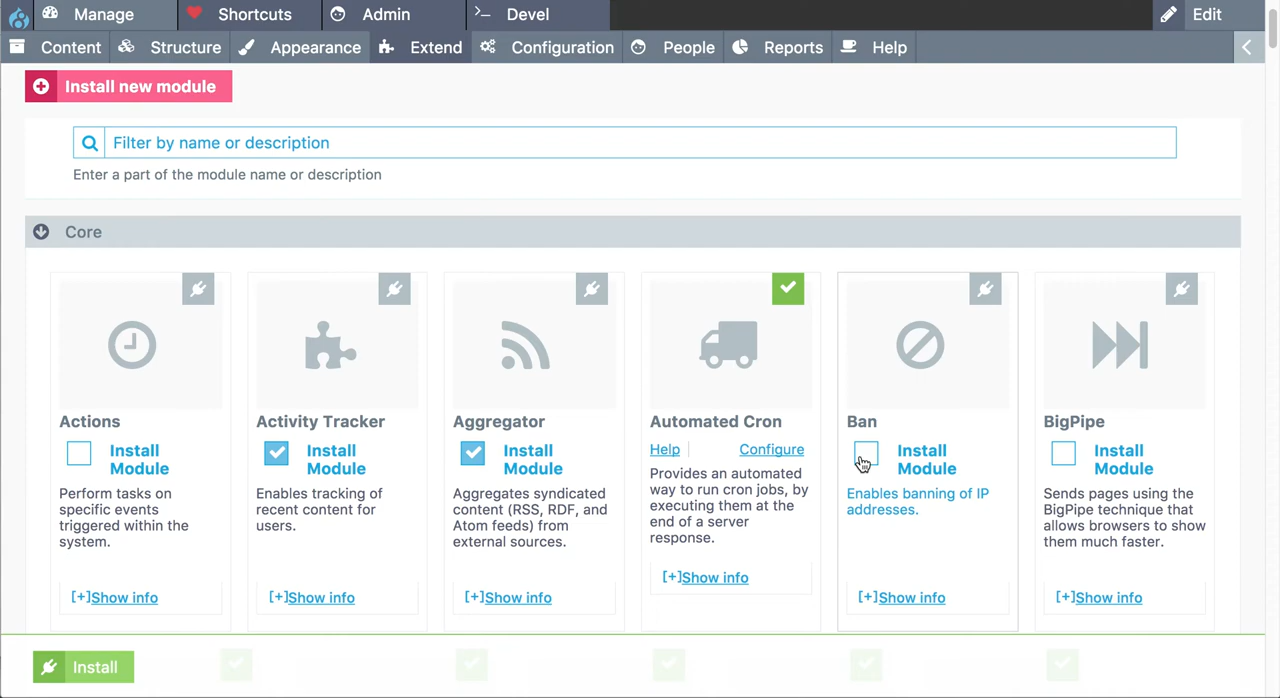 Manage Shortcuts Admin Devel Edit
Content Structure Appearance Extend Configuration People Reports Help
Install new module
Filter by name or description
Enter a part of the module name or description
Core
Actions
Install
Module
Perform tasks on
specific events
triggered within the
system.
[+]Show info
Activity Tracker
Install
Module
Enables tracking of
recent content for
users.
[+]Show info
Aggregator
Install
Module
Aggregates syndicated
content (RSS, RDF, and
Atom feeds) from
external sources.
[+]Show info
Automated Cron
Help Configure
Provides an automated
way to run cron jobs, by
executing them at the
end of a server
response.
[+]Show info
Ban
Install
Module
Enables banning of IP
addresses.
[+]Show info
BigPipe
Install
Module
Sends pages using the
BigPipe technique that
allows browsers to show
them much faster.
[+]Show info
Install